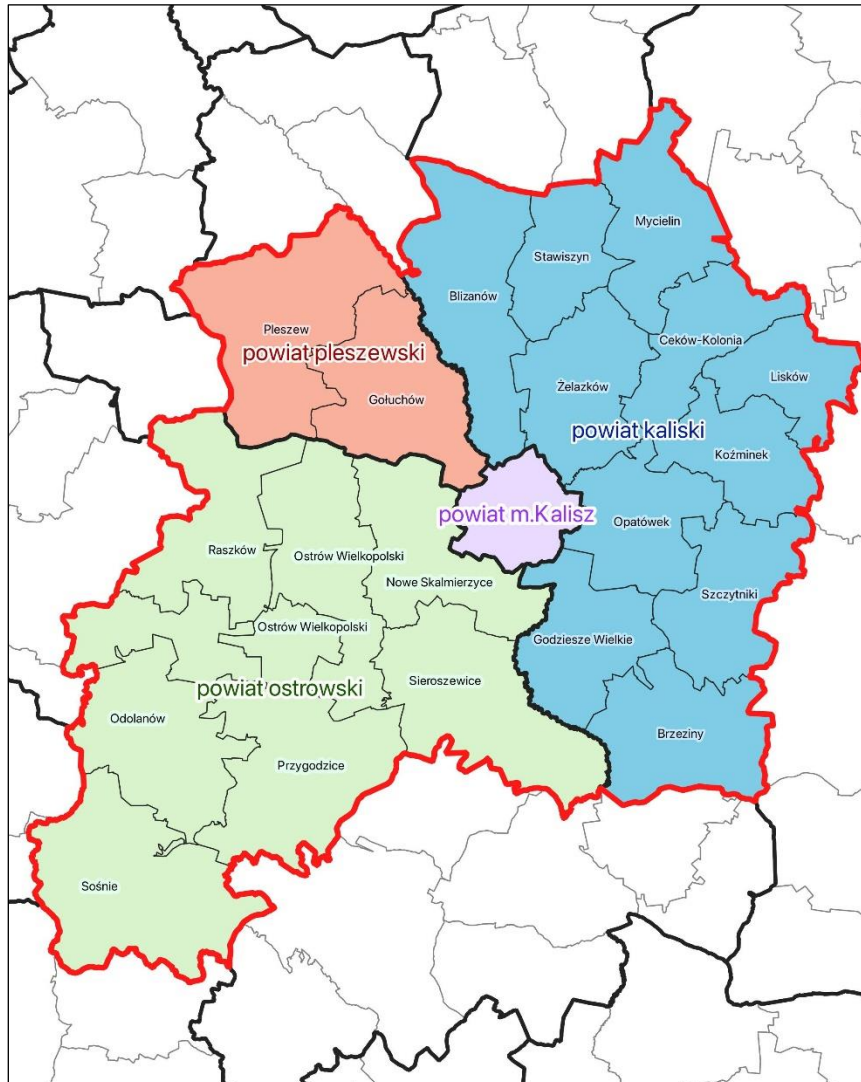 Mycielin
Stawiszyn
Blizanów
Pleszew
powiat pleszewski
Ceków-Kolonia
Lisków
Żelazków
Gołuchów
powiat kaliski
Koźminek
powiat m.Kalisz
Opatówek
Raszków
Ostrów Wielkopolski
Nowe Skalmierzyce
Szczytniki
Ostrów Wielkopolski
Godziesze Wielkie
powiat ostrowski
Sieroszewice
Odolanów
Brzeziny
Przygodzice
Sośnie